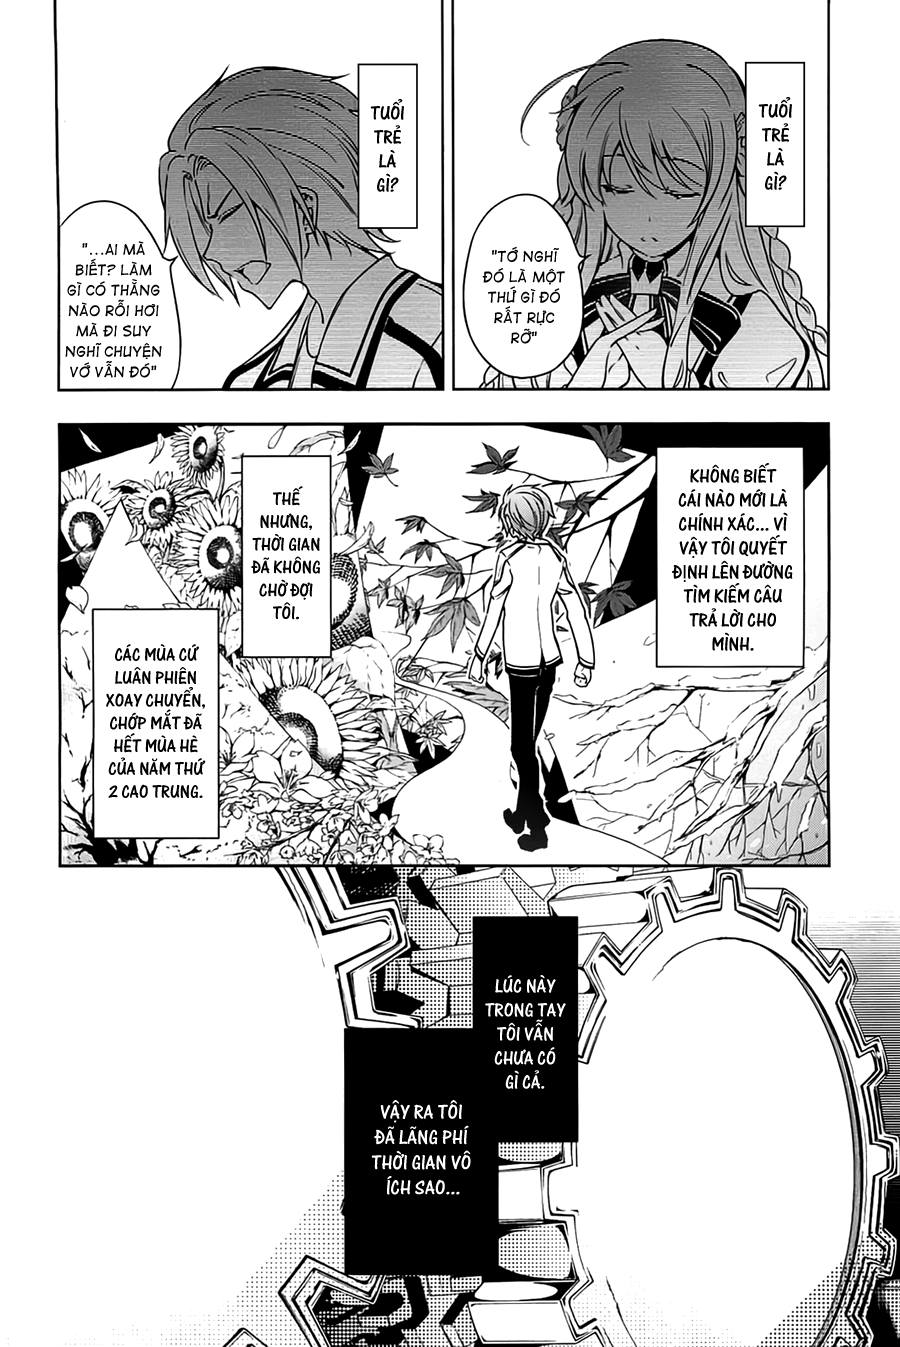 TUỔI
TRẺ
LÀ
GÌ?
"TỚ NGHĨ
ĐÓ LÀ MỘT
THỨ GÌ ĐÓ
RẤT RỰC
RỠ"
TUỔI
TRẺ
LÀ
GÌ?
"...AI MÀ
BIẾT? LÀM
GÌ CÓ THẰNG
NÀO RỖI HƠI
MÀ ĐI SUY
NGHĨ CHUYỆN
VỚ VẨN ĐÓ"
KHÔNG BIẾT
CÁI NÀO MỚI LÀ
CHÍNH XÁC... VÌ
VẬY TÔI QUYẾT
ĐỊNH LÊN ĐƯỜNG
TÌM KIẾM CÂU
TRẢ LỜI CHO
MÌNH.
THẾ
NHƯNG,
THỜI GIAN
ĐÃ KHÔNG
CHỜ ĐỢI
TÔI.
CÁC MÙA CỨ
LUÂN PHIÊN
XOAY CHUYỂN,
CHỚP MẮT ĐÃ
HẾT MÙA HÈ
CỦA NĂM THỨ
2 CAO TRUNG.
LÚC NÀY
TRONG TAY
TÔI VẪN
CHƯA CÓ
GÌ CẢ.
VẬY RA TÔI
ĐÃ LÃNG PHÍ
THỜI GIAN VÔ
ÍCH SAO...